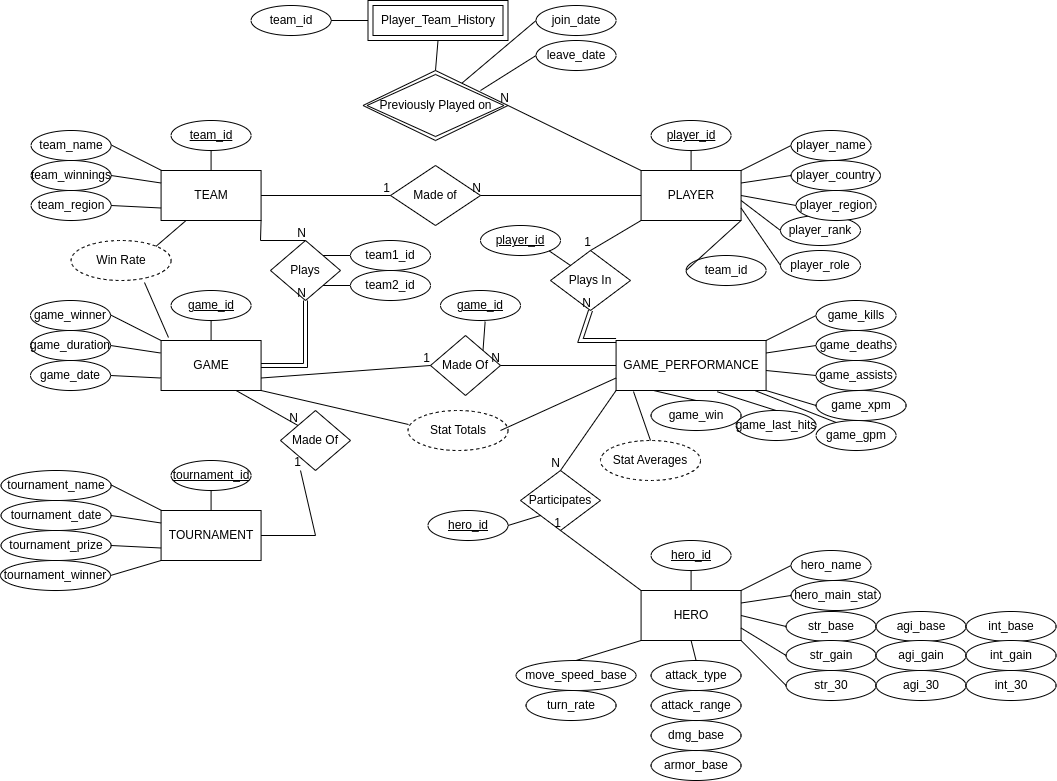 team_id
Player_Team_History
join_date
leave_date
Previously Played on
N
team_id
player_id
team_name
team_winnings
team_region
TEAM
1
Made of
N
PLAYER
player_name
player_country
player_region
player_rank
player_role
team_id
Win Rate
N
Plays
N
team1_id
team2_id
player_id
1
Plays In
N
game_id
game_winner
game_duration
game_date
GAME
game_id
1
Made Of
N
GAME_PERFORMANCE
game_kills
game_deaths
game_assists
game_xpm
game_gpm
game_win
game_last_hits
Stat Totals
Stat Averages
N
Made Of
1
tournament_id
tournament_name
tournament_date
tournament_prize
tournament_winner
TOURNAMENT
N
Participates
1
hero_id
hero_id
HERO
hero_name
hero_main_stat
str_base
agi_base
int_base
str_gain
agi_gain
int_gain
str_30
agi_30
int_30
move_speed_base
turn_rate
attack_type
attack_range
dmg_base
armor_base